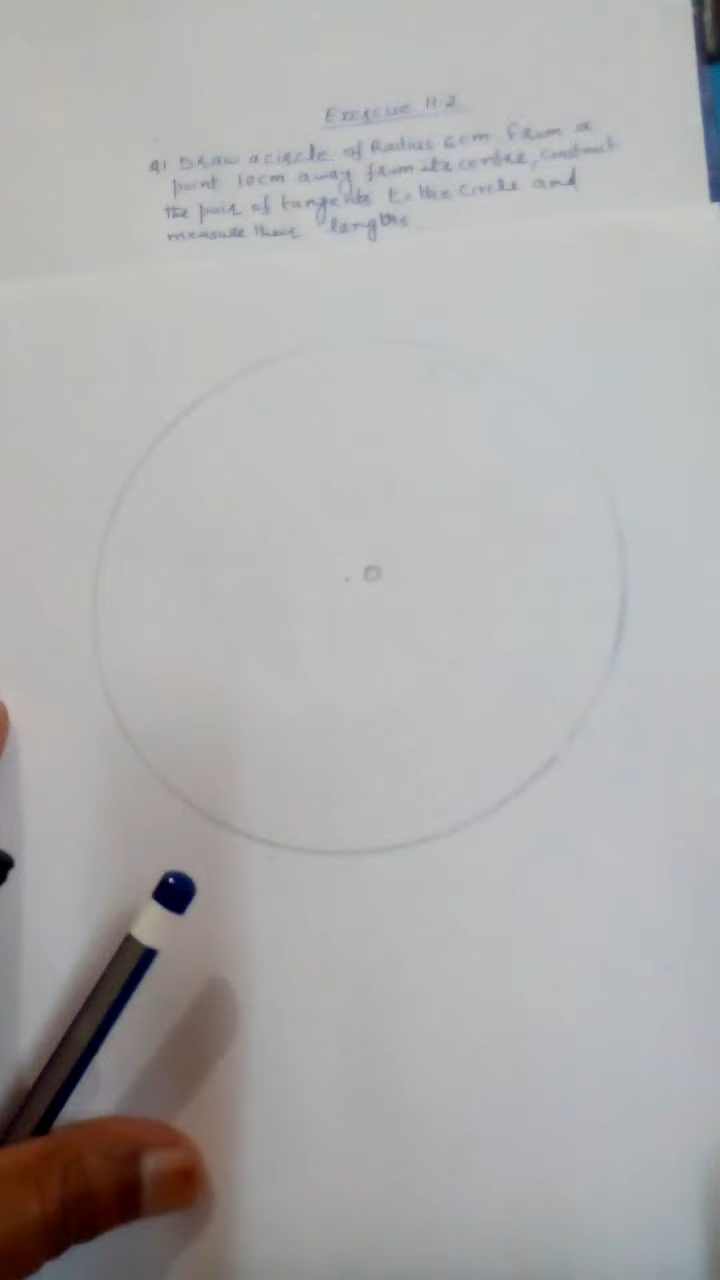 Exercise 11.2
Q1 Draw a circle of Radius 6cm. From a
point 10cm away from its centre, construct
the pair of tangents to the circle and
measure their lengths.
O